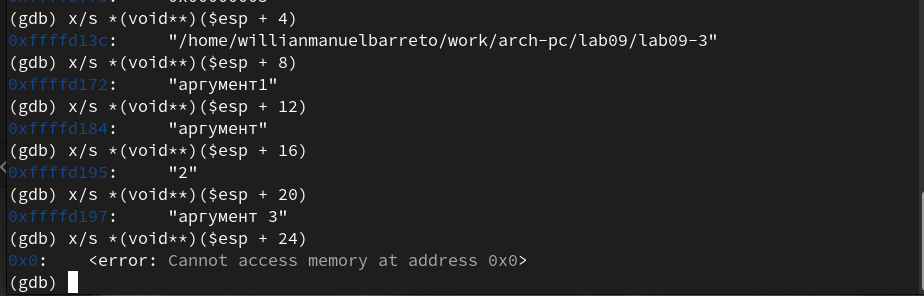 (gdb) x/s *(void**)($esp + 4)
0xffffd13c: "/home/willianmanuelbarreto/work/arch-pc/lab09/lab09-3"
(gdb) x/s *(void**)($esp + 8)
0xffffd172: "аргумент1"
(gdb) x/s *(void**)($esp + 12)
0xffffd184: "аргумент"
(gdb) x/s *(void**)($esp + 16)
0xffffd195: "2"
(gdb) x/s *(void**)($esp + 20)
0xffffd197: "аргумент 3"
(gdb) x/s *(void**)($esp + 24)
0x0: <error: Cannot access memory at address 0x0>
(gdb)